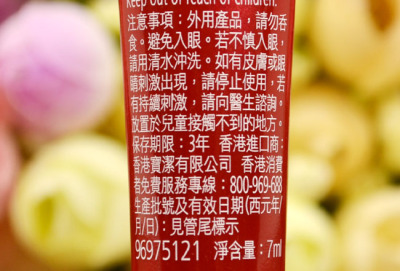 Keep out of reach of children.
注意事項：外用產品，請勿吞
食。避免入眼。若不慎入眼，
請用清水沖洗。如有皮膚或眼
睛刺激出現，請停止使用，若
有持續刺激，請向醫生諮詢。
放置於兒童接觸不到的地方。
保存期限：3年 香港進口商：
香港寶潔有限公司 香港消費
者免費服務專線：800-969-688
生產批號及有效日期(西元年/
月/日)：見管尾標示
96975121 淨含量：7ml